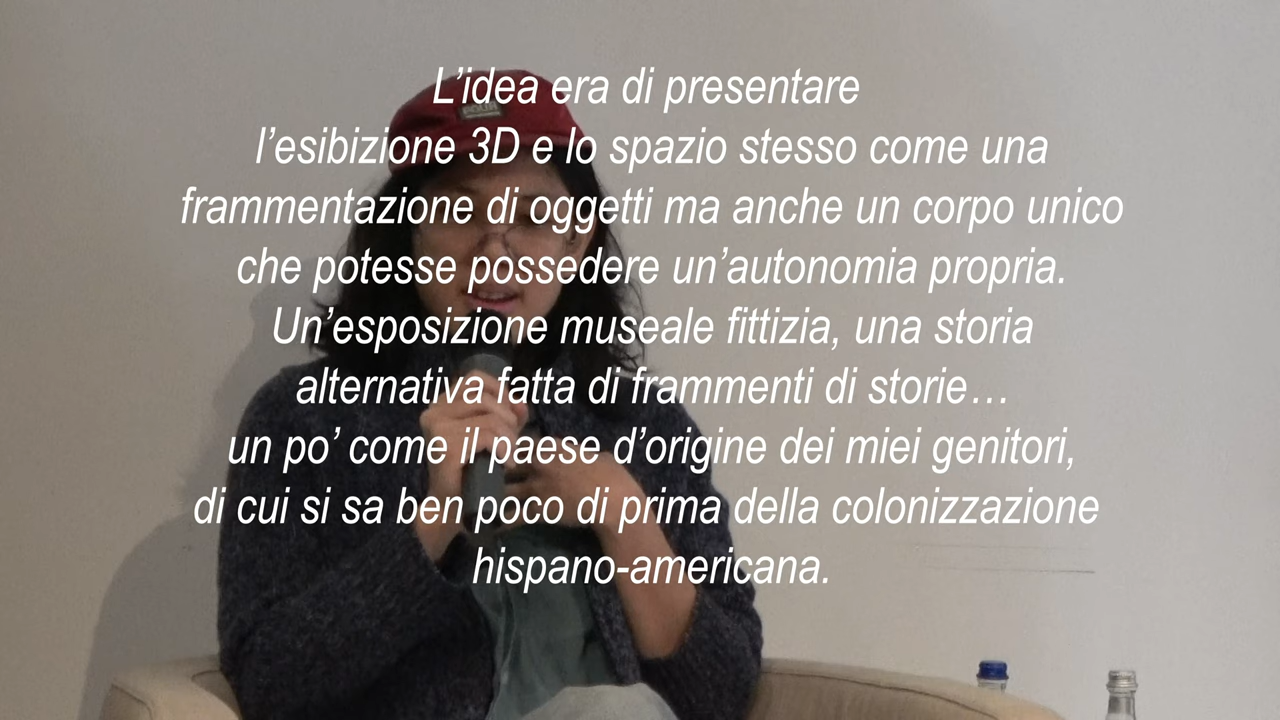 L’idea era di presentare
l’esibizione 3D e lo spazio stesso come una
frammentazione di oggetti ma anche un corpo unico
che potesse possedere un’autonomia propria.
Un’esposizione museale fittizia, una storia
alternativa fatta di frammenti di storie…
un po’ come il paese d’origine dei miei genitori,
di cui si sa ben poco di prima della colonizzazione
hispano-americana.